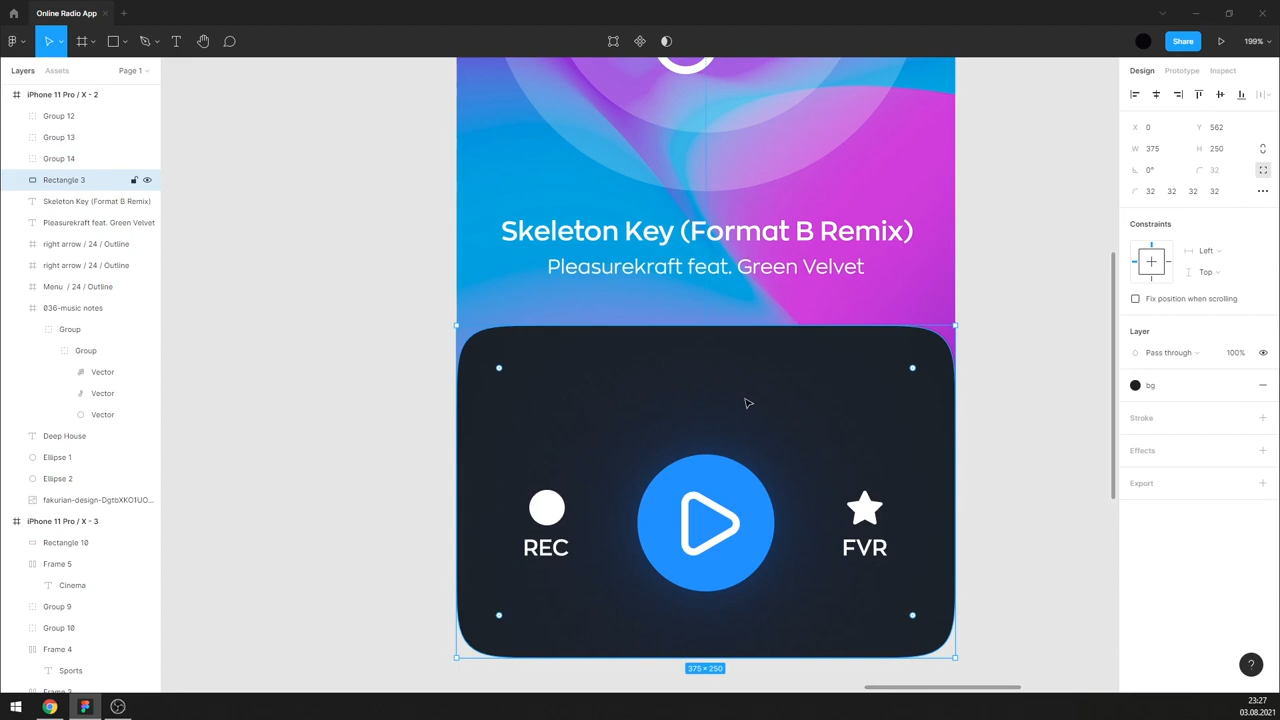 Online Radio App
Share
199%
Layers
Assets
Page 1
Design
Prototype
Inspect
iPhone 11 Pro / X - 2
Group 12
Group 13
Group 14
Rectangle 3
Skeleton Key (Format B Remix)
Pleasurekraft feat. Green Velvet
right arrow / 24 / Outline
right arrow / 24 / Outline
Menu / 24 / Outline
036-music notes
Group
Group
Vector
Vector
Vector
Deep House
Ellipse 1
Ellipse 2
fakurian-design-DgtbXKO1UO...
iPhone 11 Pro / X - 3
Rectangle 10
Frame 5
Cinema
Group 9
Group 10
Frame 4
Sports
Skeleton Key (Format B Remix)
Pleasurekraft feat. Green Velvet
REC
FVR
375 × 250
X 0 Y 562
W 375 H 250
0° 32
32 32 32 32
Constraints
Left
Top
Fix position when scrolling
Layer
Pass through 100%
bg
Stroke
Effects
Export
?
23:27
03.08.2021